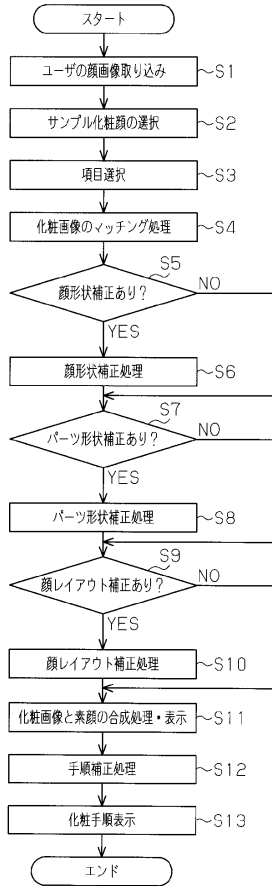 スタート
ユーザの顔画像取り込み S1
サンプル化粧顔の選択 S2
項目選択 S3
化粧画像のマッチング処理 S4
S5
顔形状補正あり? NO
YES
顔形状補正処理 S6
S7
パーツ形状補正あり? NO
YES
パーツ形状補正処理 S8
S9
顔レイアウト補正あり? NO
YES
顔レイアウト補正処理 S10
化粧画像と素顔の合成処理・表示 S11
手順補正処理 S12
化粧手順表示 S13
エンド